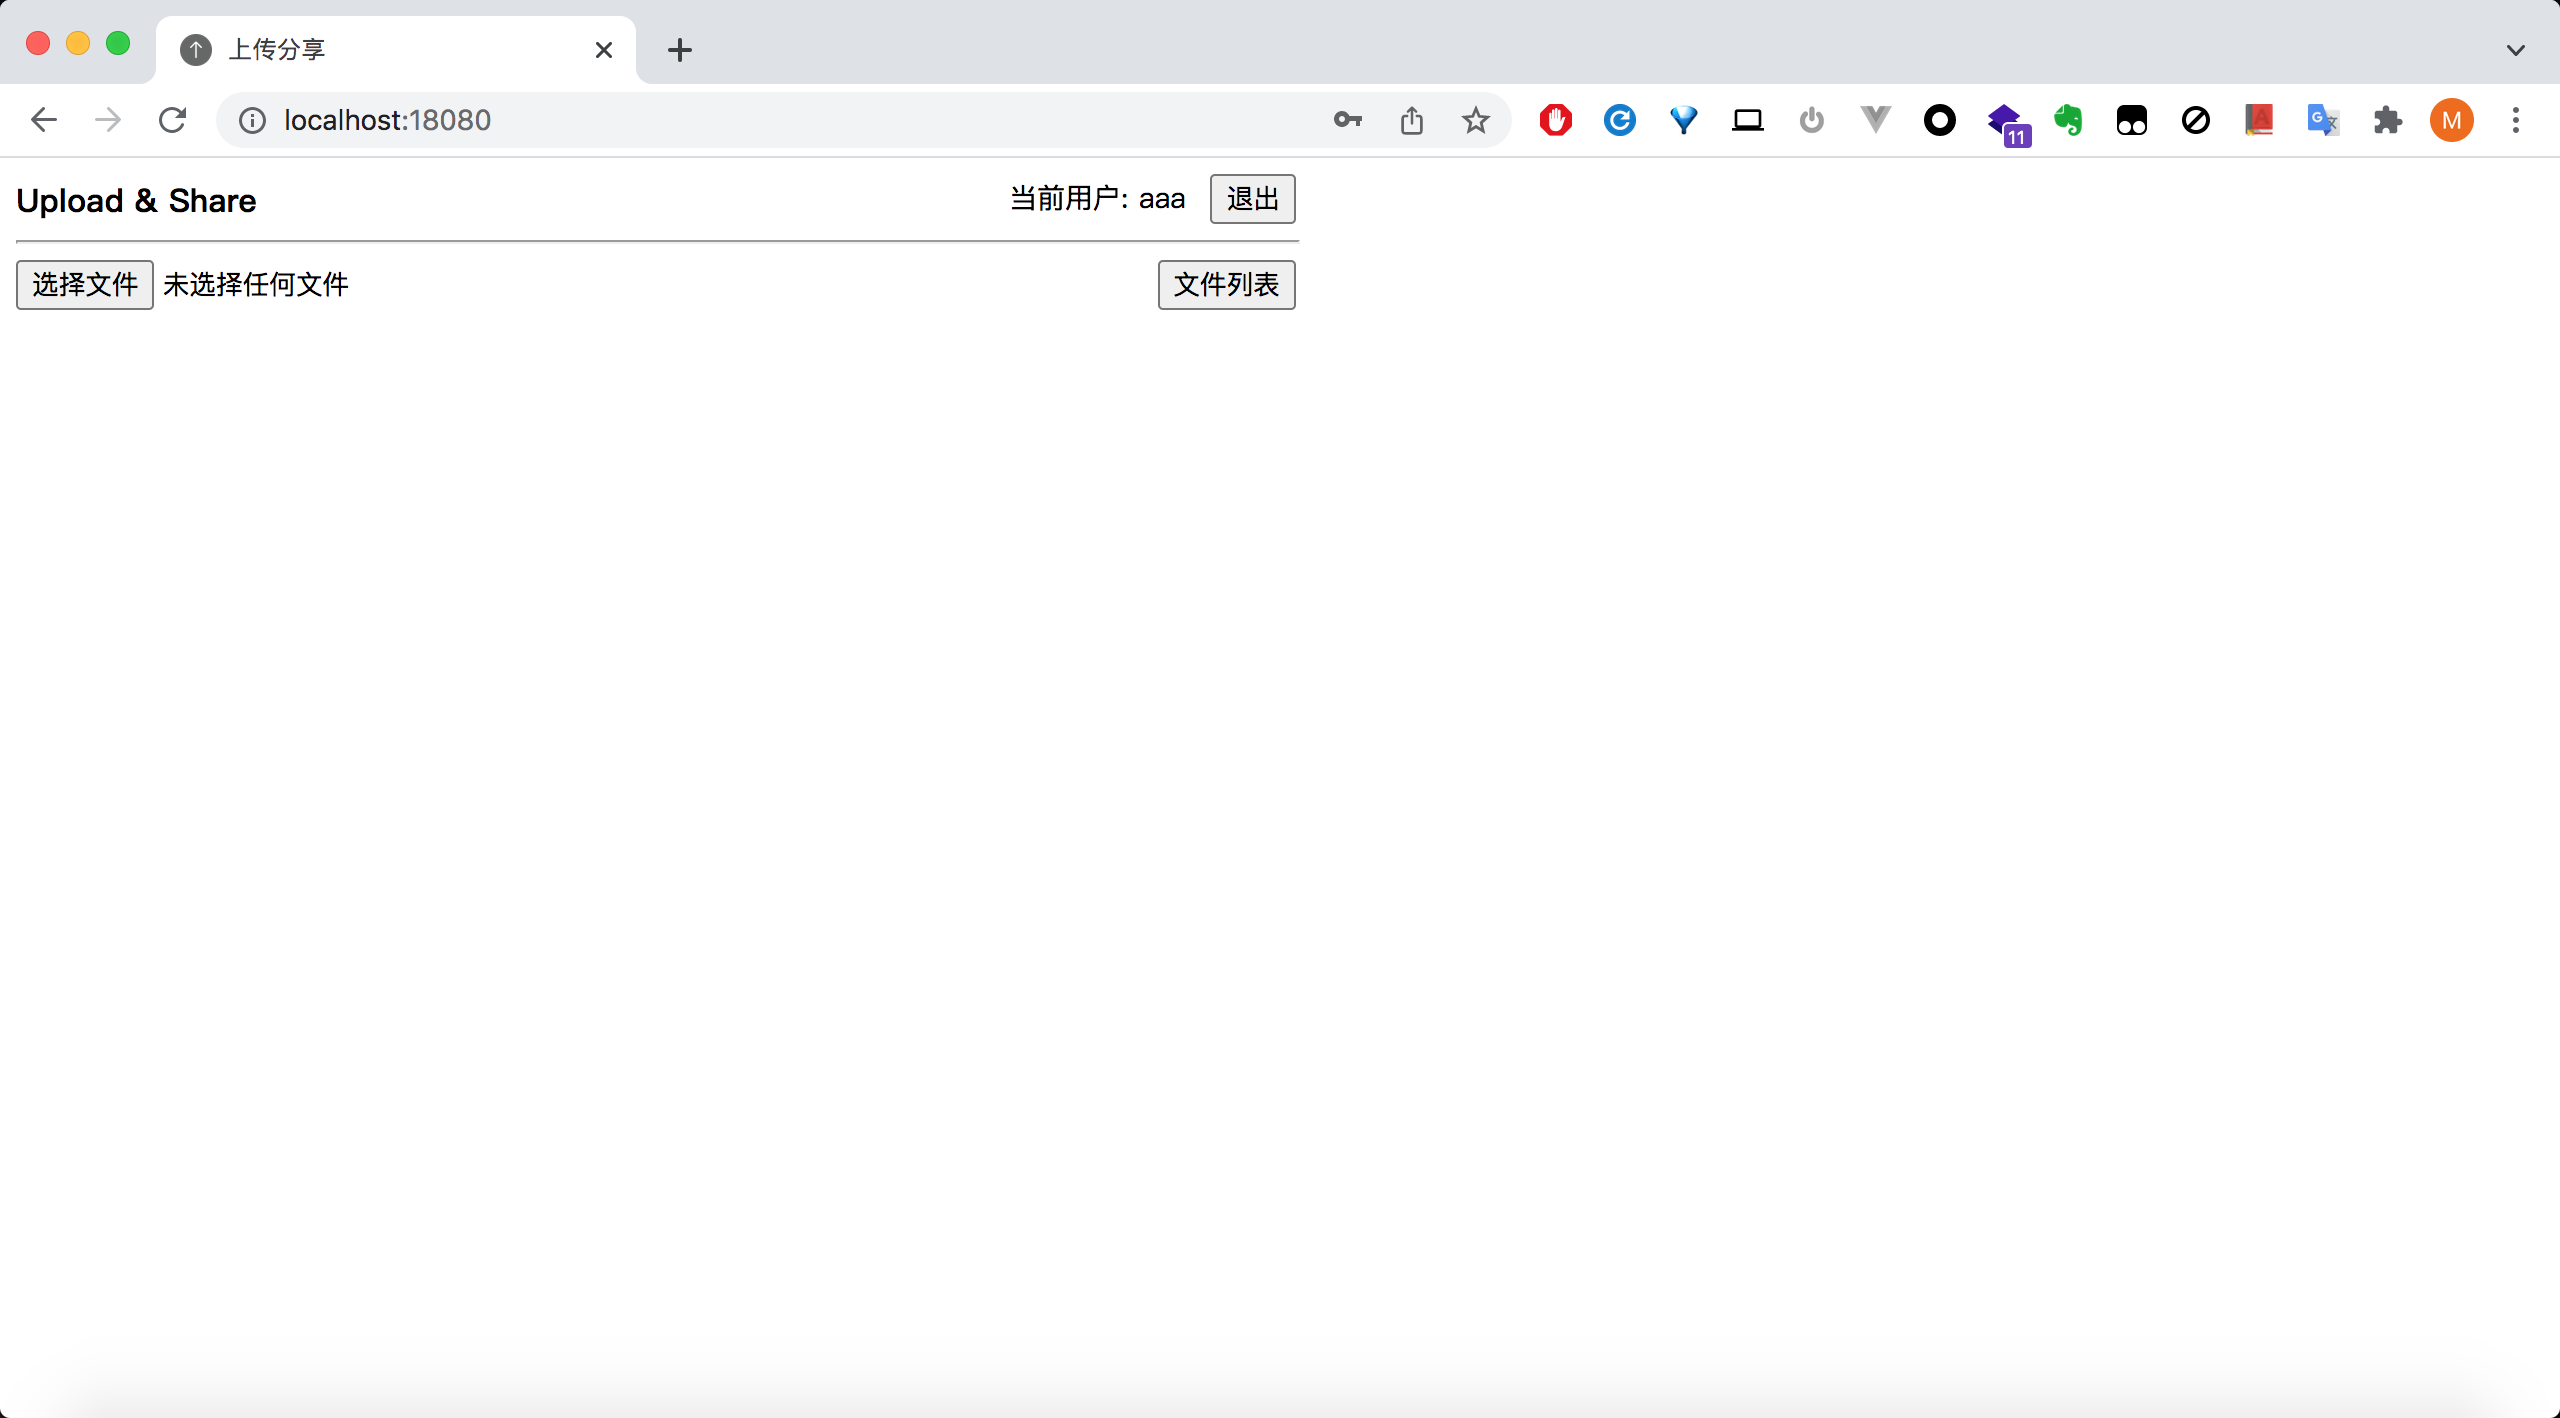 上传分享
localhost:18080
11
M
Upload & Share
当前用户: aaa 退出
选择文件 未选择任何文件 文件列表